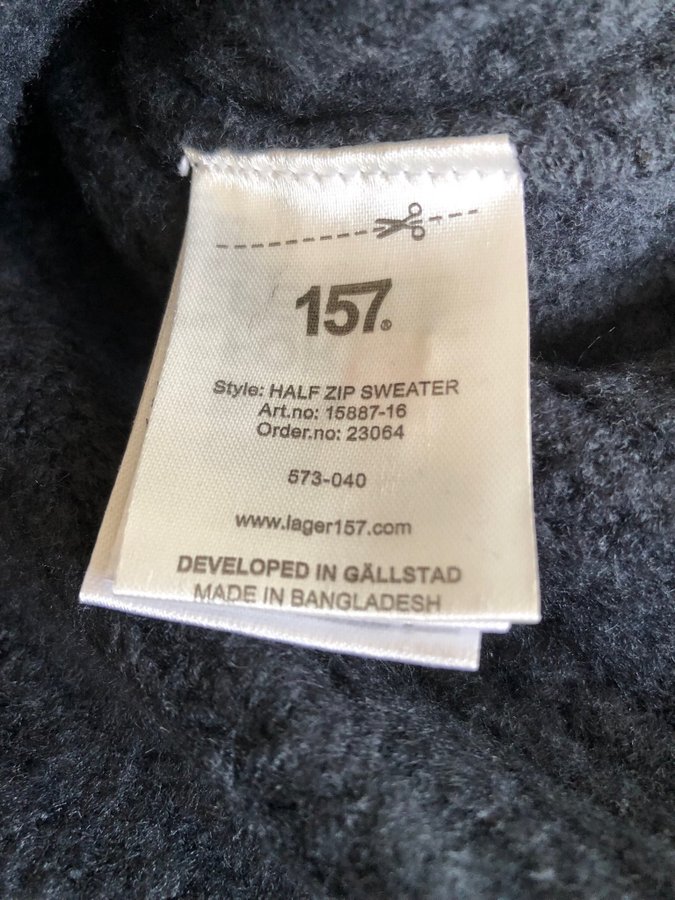 157®
Style: HALF ZIP SWEATER
Art.no: 15887-16
Order.no: 23064
573-040
www.lager157.com
DEVELOPED IN GÄLLSTAD
MADE IN BANGLADESH